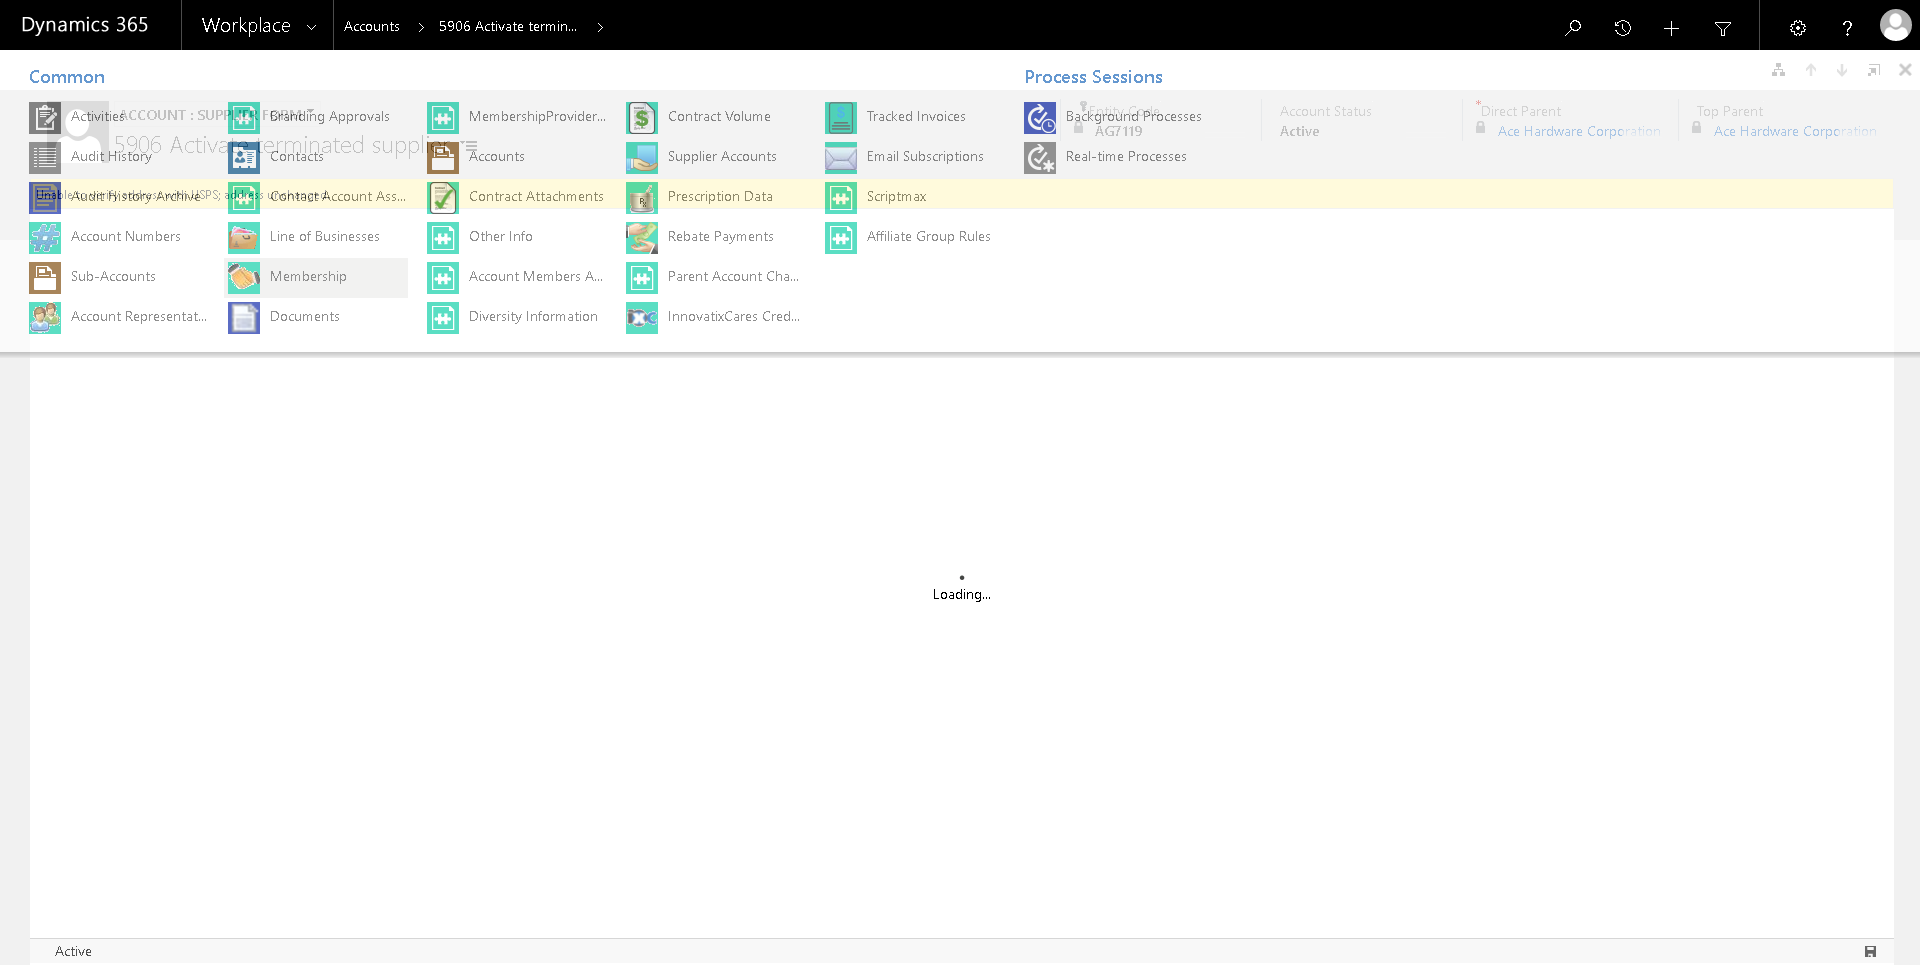 Dynamics 365
Workplace
Accounts
5906 Activate termin...
Common
Process Sessions
Activities
Branding Approvals
MembershipProvider...
Contract Volume
Tracked Invoices
Background Processes
ACCOUNT : SUPPLIER FORM
Entity Code
Account Status
Direct Parent
Top Parent
AG7119
Active
Ace Hardware Corporation
Ace Hardware Corporation
5906 Activate terminated supplier
Audit History
Contacts
Accounts
Supplier Accounts
Email Subscriptions
Real-time Processes
Unable to verify address with USPS; address unchanged.
Audit History Archive
Contact Account Ass...
Contract Attachments
Prescription Data
Scriptmax
Account Numbers
Line of Businesses
Other Info
Rebate Payments
Affiliate Group Rules
Sub-Accounts
Membership
Account Members A...
Parent Account Cha...
Account Representat...
Documents
Diversity Information
InnovatixCares Cred...
Loading...
Active